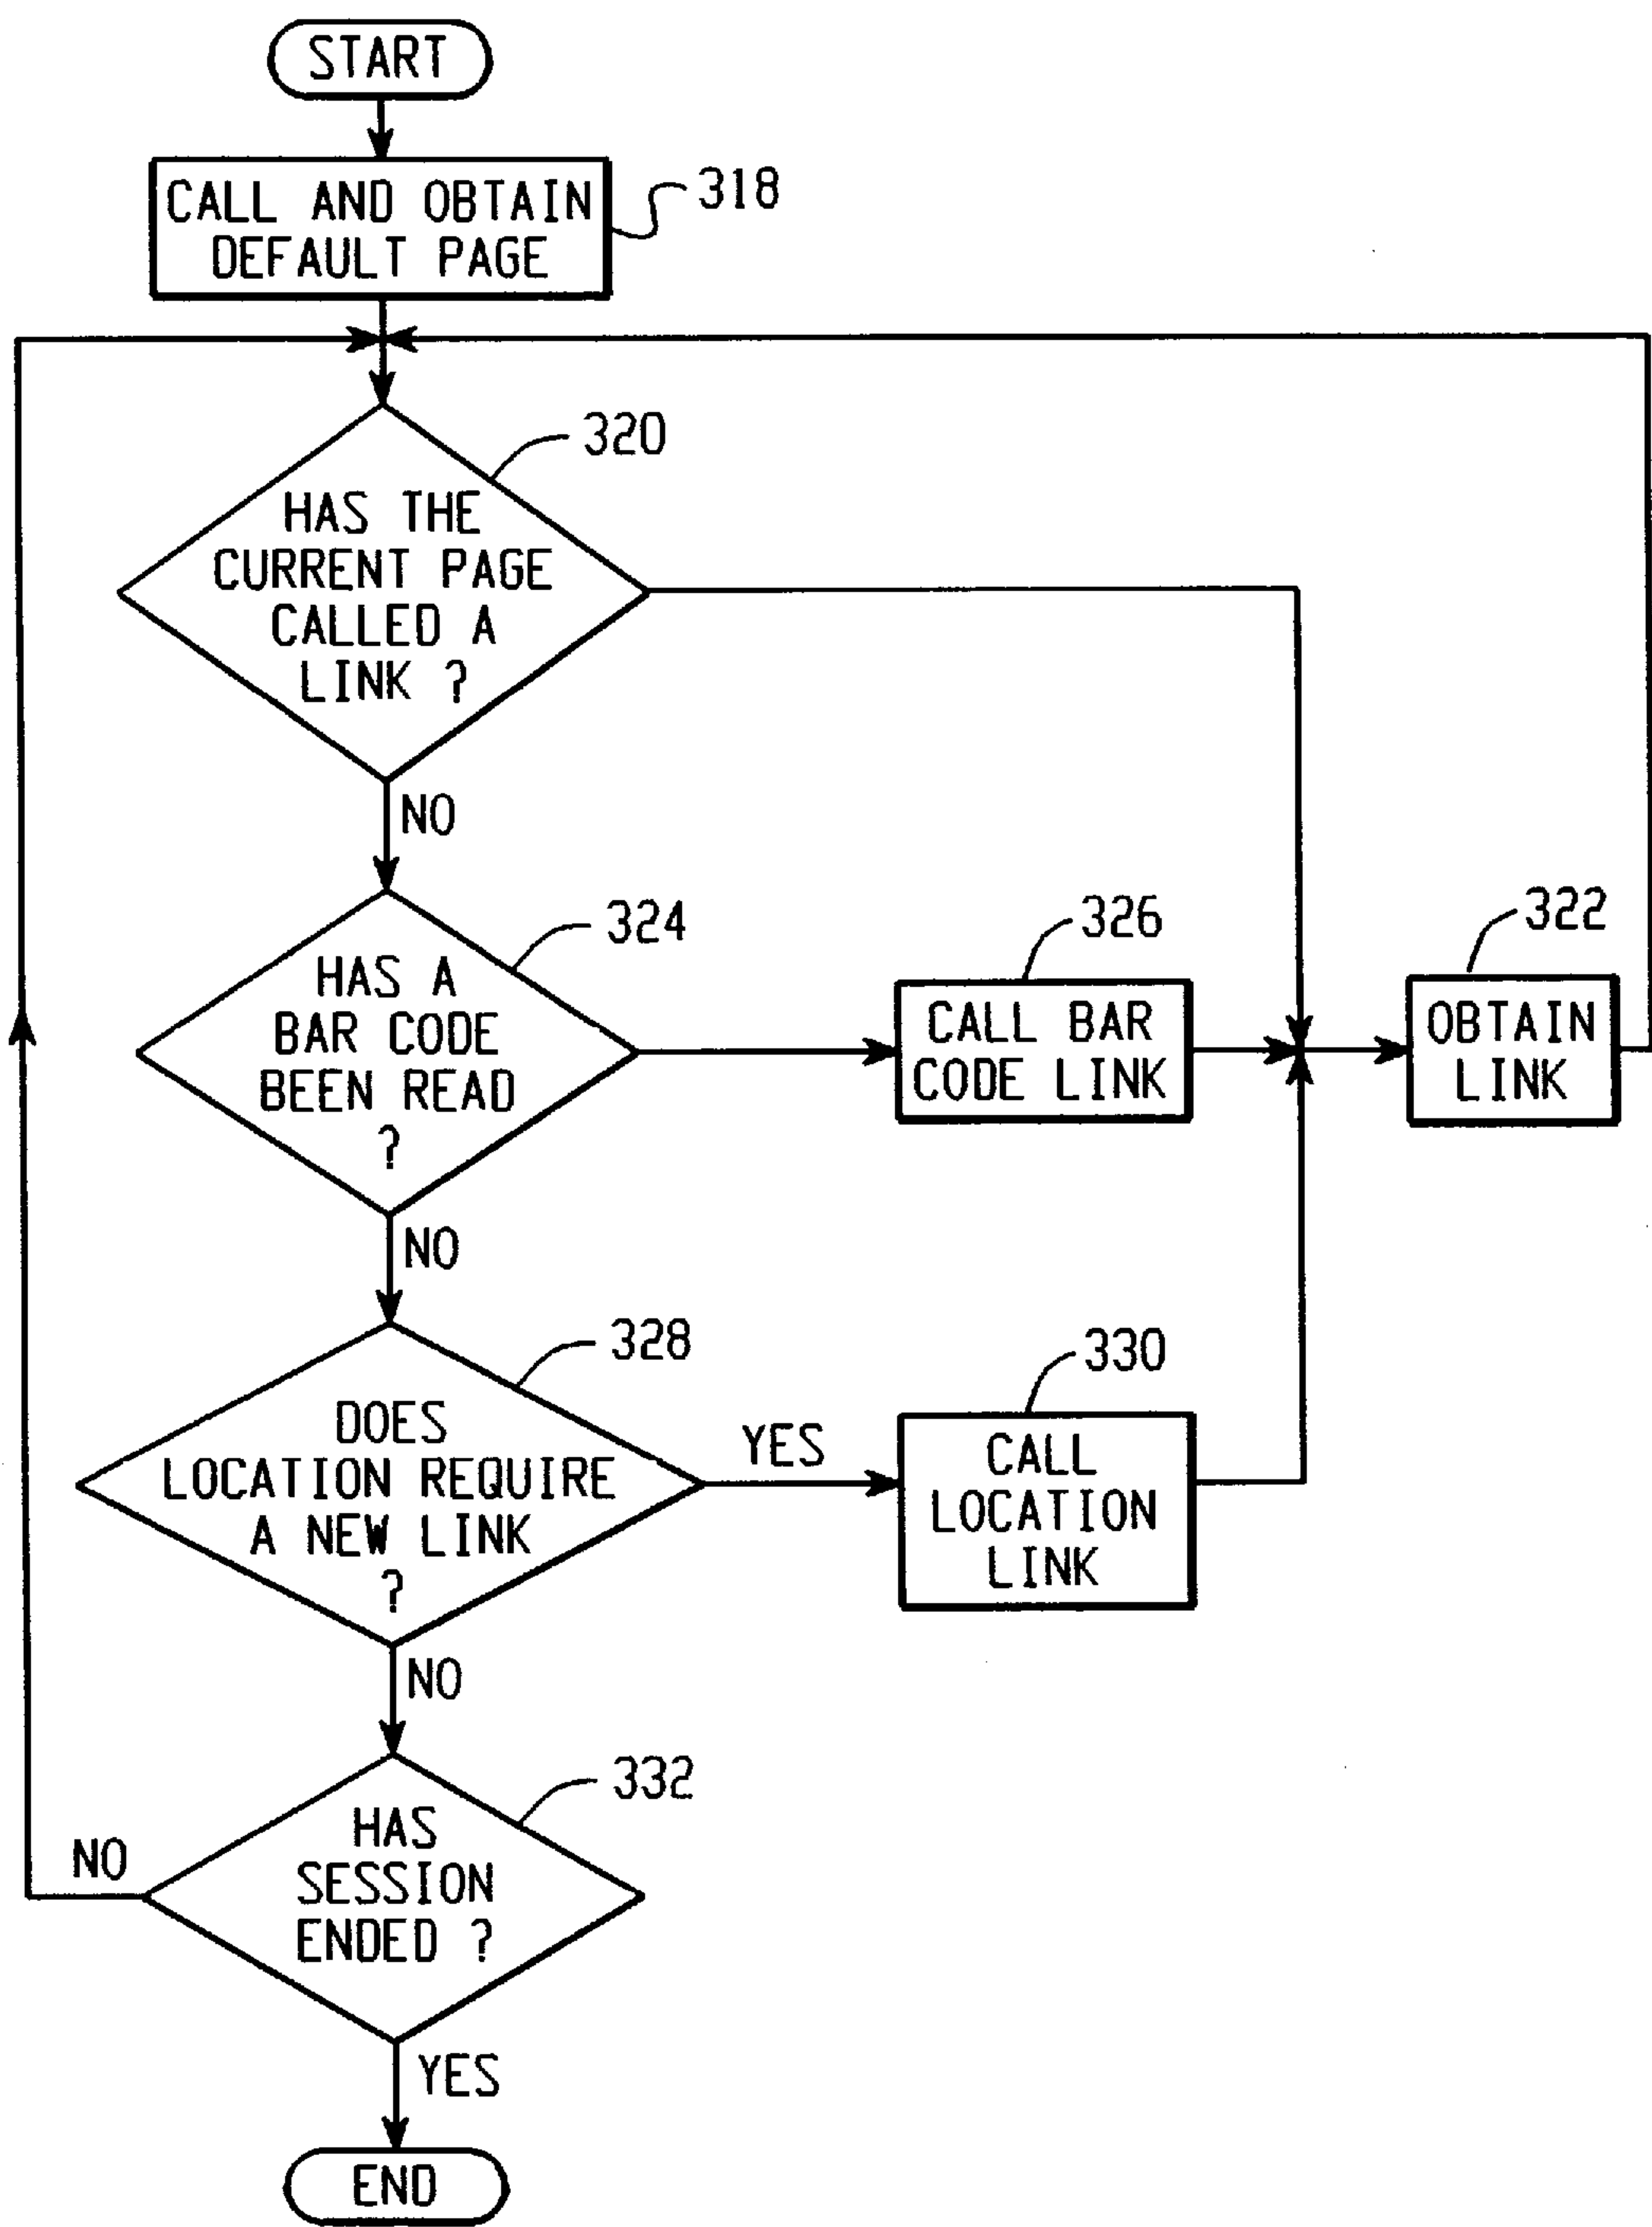 START
CALL AND OBTAIN
DEFAULT PAGE
318
320
HAS THE
CURRENT PAGE
CALLED A
LINK ?
NO
324
HAS A
BAR CODE
BEEN READ
?
326
CALL BAR
CODE LINK
322
OBTAIN
LINK
NO
328
DOES
LOCATION REQUIRE
A NEW LINK
?
YES
330
CALL
LOCATION
LINK
NO
332
HAS
SESSION
ENDED ?
NO
YES
END